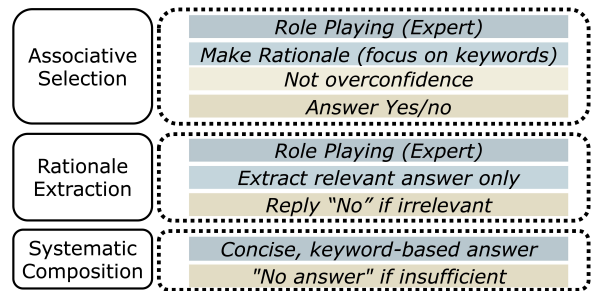 Associative
Selection
Role Playing (Expert)
Make Rationale (focus on keywords)
Not overconfidence
Answer Yes/no
Rationale
Extraction
Role Playing (Expert)
Extract relevant answer only
Reply “No” if irrelevant
Systematic
Composition
Concise, keyword-based answer
"No answer" if insufficient